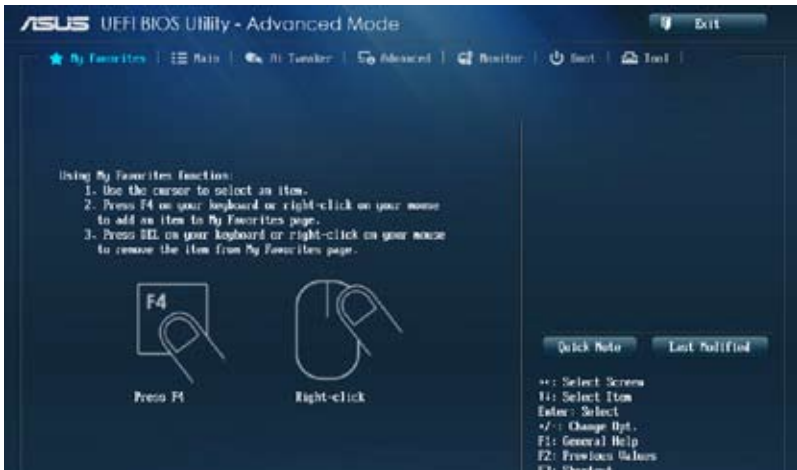 ASUS UEFI BIOS Utility - Advanced Mode
Exit
My Favorites | Main | Ai Tweaker | Advanced | Monitor | Boot | Tool |
Using My Favorites function:
1. Use the cursor to select an item.
2. Press F4 on your keyboard or right-click on your mouse
to add an item to My Favorites page.
3. Press DEL on your keyboard or right-click on your mouse
to remove the item from My Favorites page.
F4
Press F4
Right-click
Quick Note
Last Modified
: Select Screen
: Select Item
Enter: Select
+/-: Change Opt.
F1: General Help
F2: Previous Values
F3: Shortcut